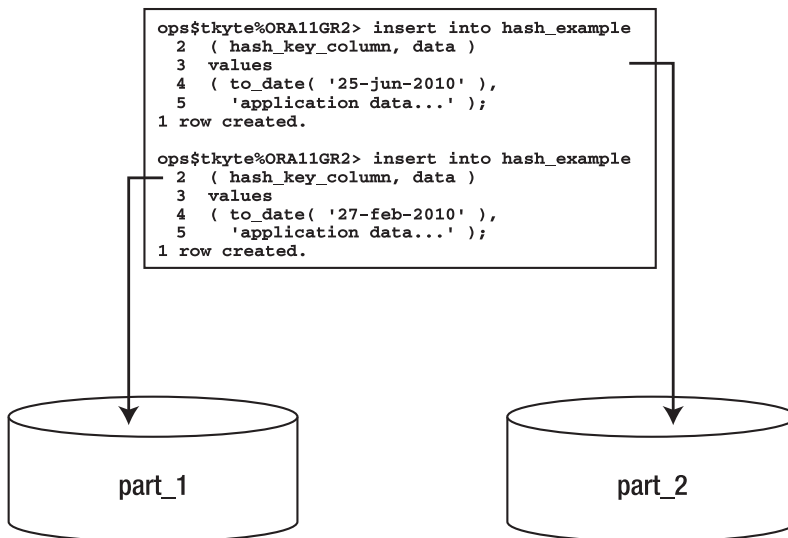 ops$tkyte%ORA11GR2> insert into hash_example
  2  ( hash_key_column, data )
  3  values
  4  ( to_date( '25-jun-2010' ),
  5    'application data...' );
1 row created.

ops$tkyte%ORA11GR2> insert into hash_example
  2  ( hash_key_column, data )
  3  values
  4  ( to_date( '27-feb-2010' ),
  5    'application data...' );
1 row created.
part_1
part_2